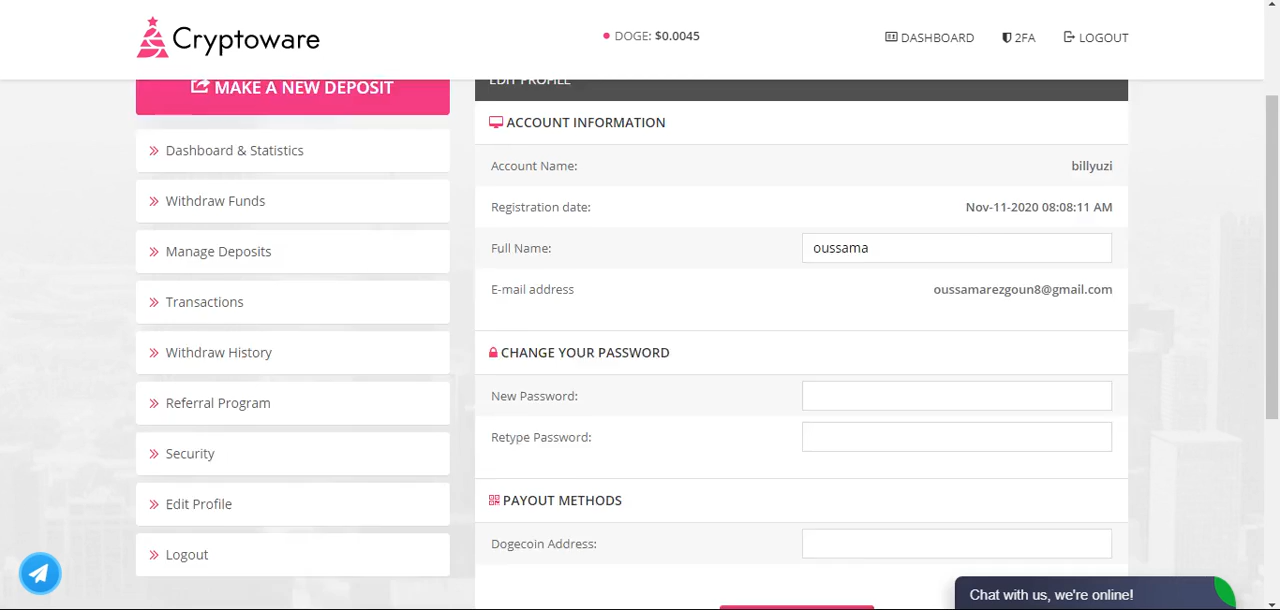 Cryptoware
DOGE: $0.0045
DASHBOARD
2FA
LOGOUT
MAKE A NEW DEPOSIT
Dashboard & Statistics
Withdraw Funds
Manage Deposits
Transactions
Withdraw History
Referral Program
Security
Edit Profile
Logout
EDIT PROFILE
ACCOUNT INFORMATION
Account Name: billyuzi
Registration date: Nov-11-2020 08:08:11 AM
Full Name: oussama
E-mail address oussamarezgoun8@gmail.com
CHANGE YOUR PASSWORD
New Password:
Retype Password:
PAYOUT METHODS
Dogecoin Address:
Chat with us, we're online!